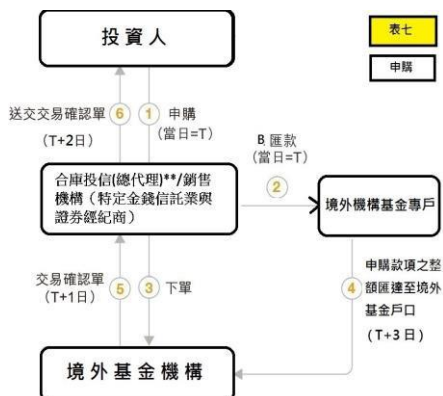 投資人
表七
申購
送交交易確認單
(T+2日)
6
1
申購
(當日=T)
B 匯款
(當日=T)
2
合庫投信(總代理)**/銷售
機構（特定金錢信託業與
證券經紀商）
境外機構基金專戶
交易確認單
(T+1日)
5
3
下單
4
申購款項之整
額匯達至境外
基金戶口
(T+3日)
境外基金機構